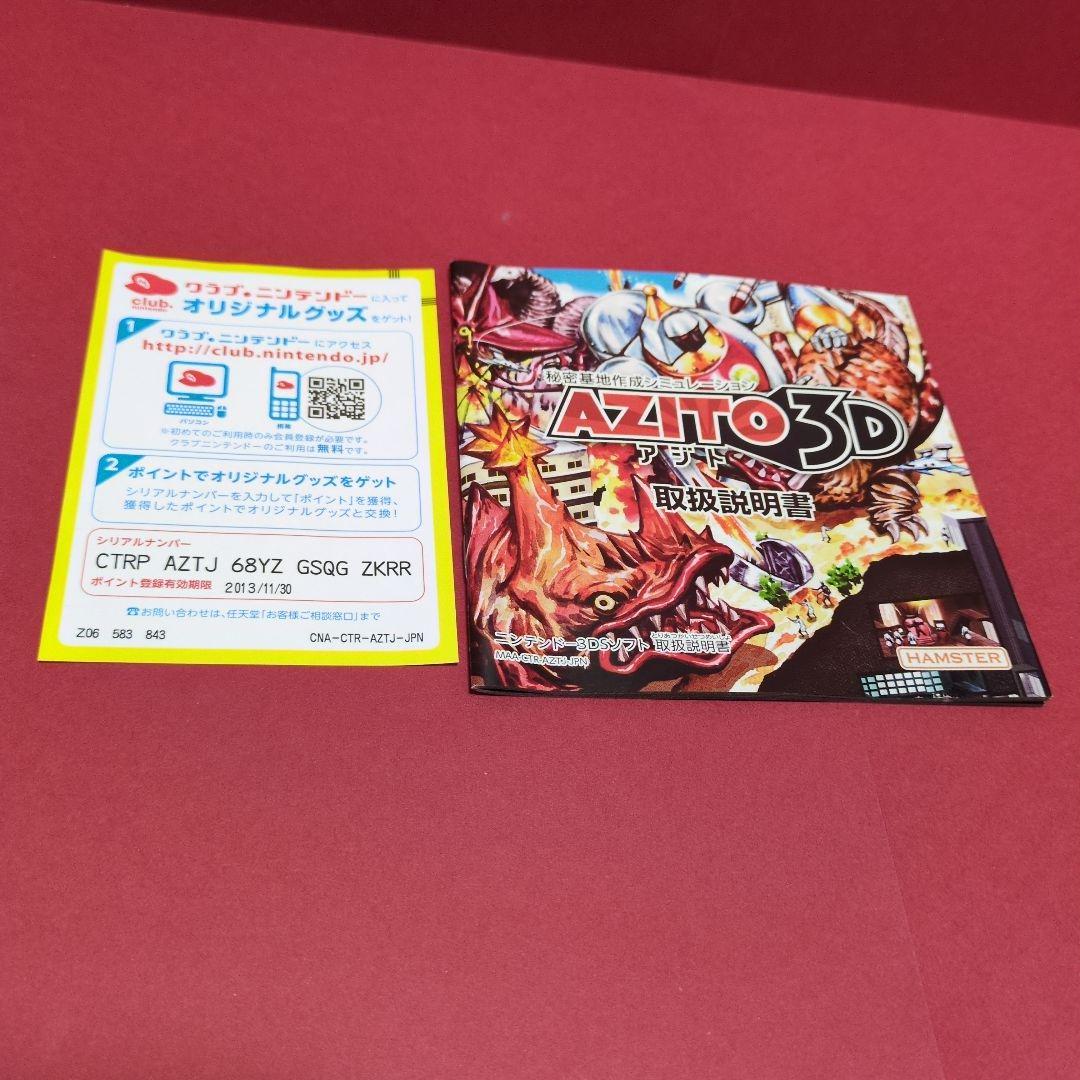 club.
nintendo
クラブ・ニンテンドーに入って
オリジナルグッズをゲット!
1
クラブ・ニンテンドーにアクセス
http://club.nintendo.jp/
パソコン
携帯
※初めてのご利用時のみ会員登録が必要です。
クラブニンテンドーのご利用は無料です。
2
ポイントでオリジナルグッズをゲット
シリアルナンバーを入力して「ポイント」を獲得、
獲得したポイントでオリジナルグッズと交換!
シリアルナンバー
CTRP AZTJ 68YZ GSQG ZKRR
ポイント登録有効期限 2013/11/30
☎お問い合わせは、任天堂「お客様ご相談窓口」まで
Z06 583 843
CNA-CTR-AZTJ-JPN
秘密基地作成シミュレーション
AZITO3D
アジト
取扱説明書
とりあつかいせつめいしょ
ニンテンドー3DSソフト 取扱説明書
MAA-CTR-AZTJ-JPN
HAMSTER